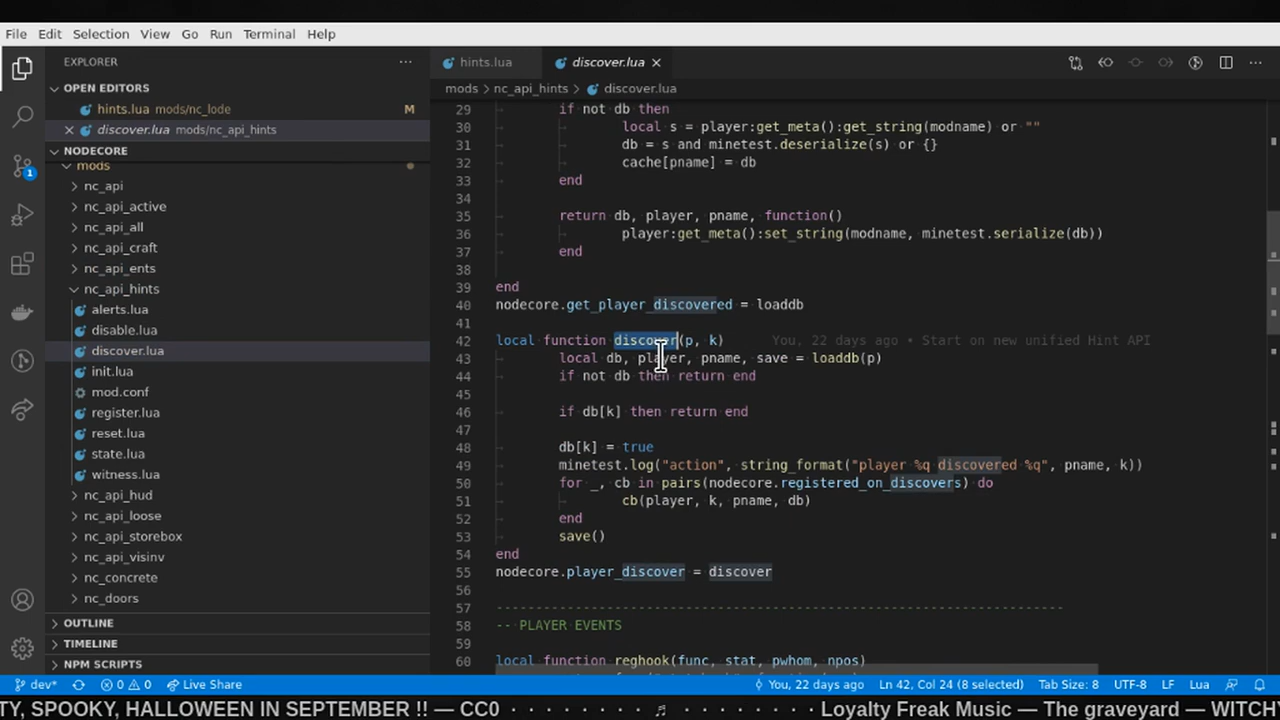 File Edit Selection View Go Run Terminal Help
EXPLORER
OPEN EDITORS
hints.lua mods/nc_lode M
discover.lua mods/nc_api_hints
NODECORE
mods
nc_api
nc_api_active
nc_api_all
nc_api_craft
nc_api_ents
nc_api_hints
alerts.lua
disable.lua
discover.lua
init.lua
mod.conf
register.lua
reset.lua
state.lua
witness.lua
nc_api_hud
nc_api_loose
nc_api_storebox
nc_api_visinv
nc_concrete
nc_doors
OUTLINE
TIMELINE
NPM SCRIPTS
1
hints.lua discover.lua
mods > nc_api_hints > discover.lua
29 if not db then
30 local s = player:get_meta():get_string(modname) or ""
31 db = s and minetest.deserialize(s) or {}
32 cache[pname] = db
33 end
34
35 return db, player, pname, function()
36 player:get_meta():set_string(modname, minetest.serialize(db))
37 end
38
39 end
40 nodecore.get_player_discovered = loaddb
41
42 local function discover(p, k) You, 22 days ago • Start on new unified Hint API
43 local db, player, pname, save = loaddb(p)
44 if not db then return end
45
46 if db[k] then return end
47
48 db[k] = true
49 minetest.log("action", string_format("player %q discovered %q", pname, k))
50 for _, cb in pairs(nodecore.registered_on_discovers) do
51 cb(player, k, pname, db)
52 end
53 save()
54 end
55 nodecore.player_discover = discover
56
57 ------------------------------------------------------------------------
58 -- PLAYER EVENTS
59
60 local function reghook(func, stat, pwhom, npos)
dev* 0 0 Live Share You, 22 days ago Ln 42, Col 24 (8 selected) Tab Size: 8 UTF-8 LF Lua
TY, SPOOKY, HALLOWEEN IN SEPTEMBER !! — CC0 · · · · · · · ♬ · · · · · · · Loyalty Freak Music — The graveyard — WITCHY